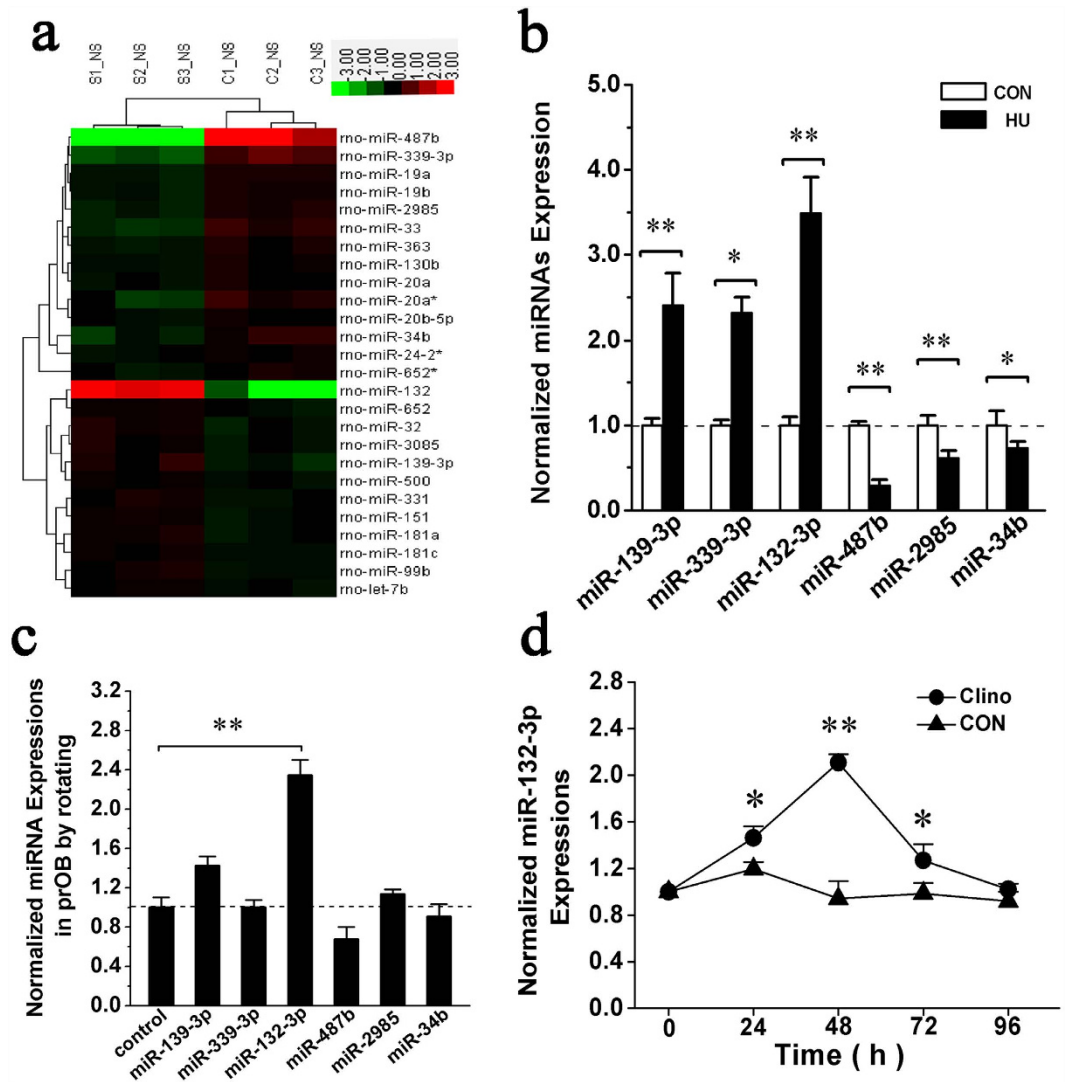 a
S1_NS S2_NS S3_NS C1_NS C2_NS C3_NS
-3.00 -2.00 -1.00 0.00 1.00 2.00 3.00
rno-miR-487b
rno-miR-339-3p
rno-miR-19a
rno-miR-19b
rno-miR-2985
rno-miR-33
rno-miR-363
rno-miR-130b
rno-miR-20a
rno-miR-20a*
rno-miR-20b-5p
rno-miR-34b
rno-miR-24-2*
rno-miR-652*
rno-miR-132
rno-miR-652
rno-miR-32
rno-miR-3085
rno-miR-139-3p
rno-miR-500
rno-miR-331
rno-miR-151
rno-miR-181a
rno-miR-181c
rno-miR-99b
rno-let-7b
b
Normalized miRNAs Expression
5.0
4.0
3.0
2.0
1.0
0.0
CON
HU
** * ** ** ** *
miR-139-3p miR-339-3p miR-132-3p miR-487b miR-2985 miR-34b
c
Normalized miRNA Expressions
in prOB by rotating
3.2
2.8
2.4
2.0
1.6
1.2
0.8
0.4
0.0
**
control miR-139-3p miR-339-3p miR-132-3p miR-487b miR-2985 miR-34b
d
Normalized miR-132-3p
Expressions
2.8
2.4
2.0
1.6
1.2
0.8
0.4
0.0
Clino
CON
* ** *
0 24 48 72 96
Time ( h )